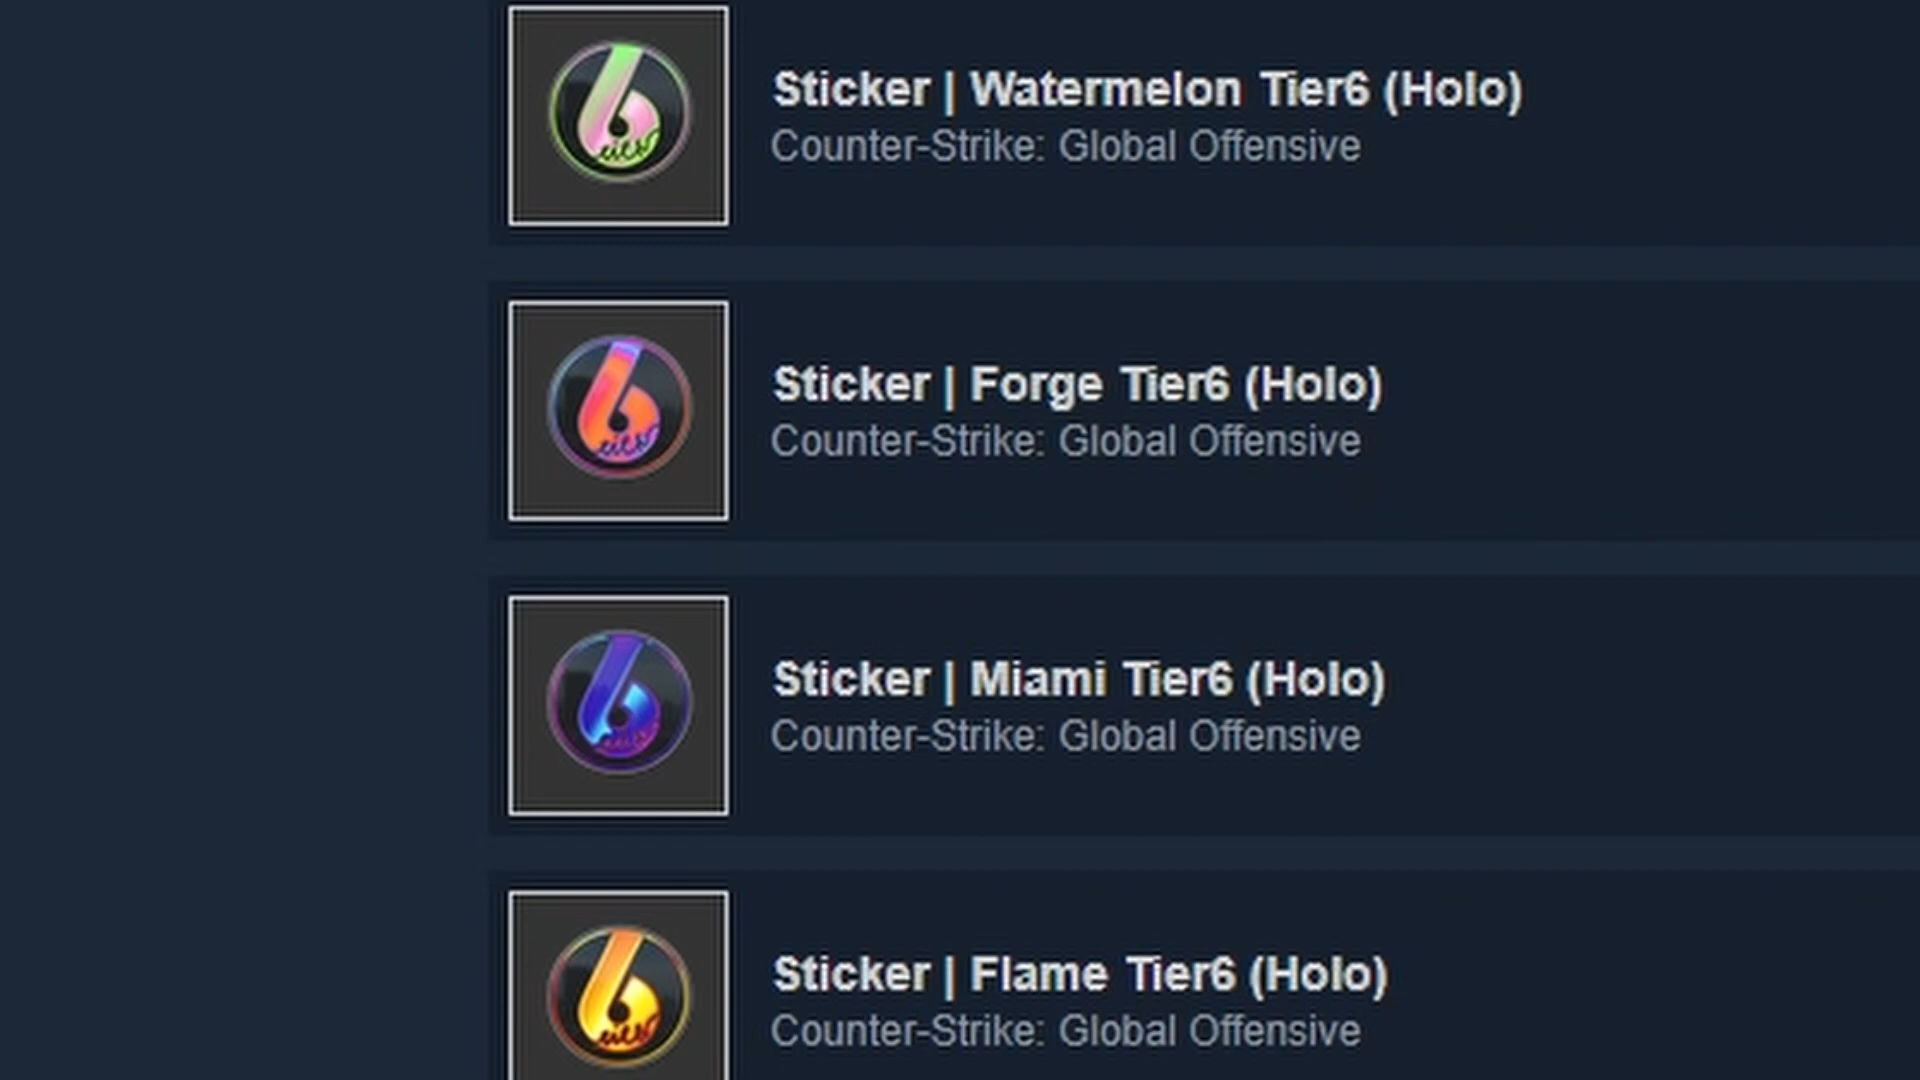 Sticker | Watermelon Tier6 (Holo)
Counter-Strike: Global Offensive
Sticker | Forge Tier6 (Holo)
Counter-Strike: Global Offensive
Sticker | Miami Tier6 (Holo)
Counter-Strike: Global Offensive
Sticker | Flame Tier6 (Holo)
Counter-Strike: Global Offensive